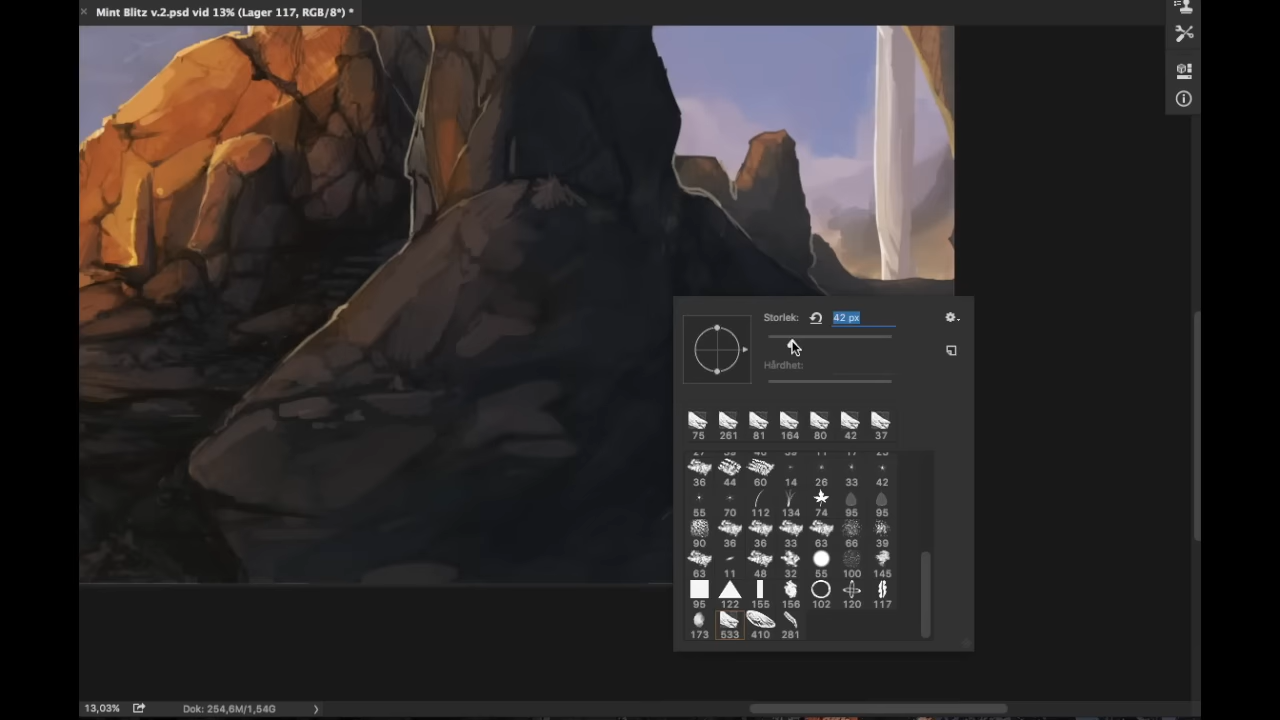 Mint Blitz v.2.psd vid 13% (Lager 117, RGB/8*) *
Storlek: 42 px
Hårdhet:
75 261 81 164 80 42 37
36 44 60 14 26 33 42
55 70 112 134 74 95 95
90 36 36 33 63 66 39
63 11 48 32 55 100 145
95 122 155 156 102 120 117
173 533 410 281
13,03% Dok: 254,6M/1,54G